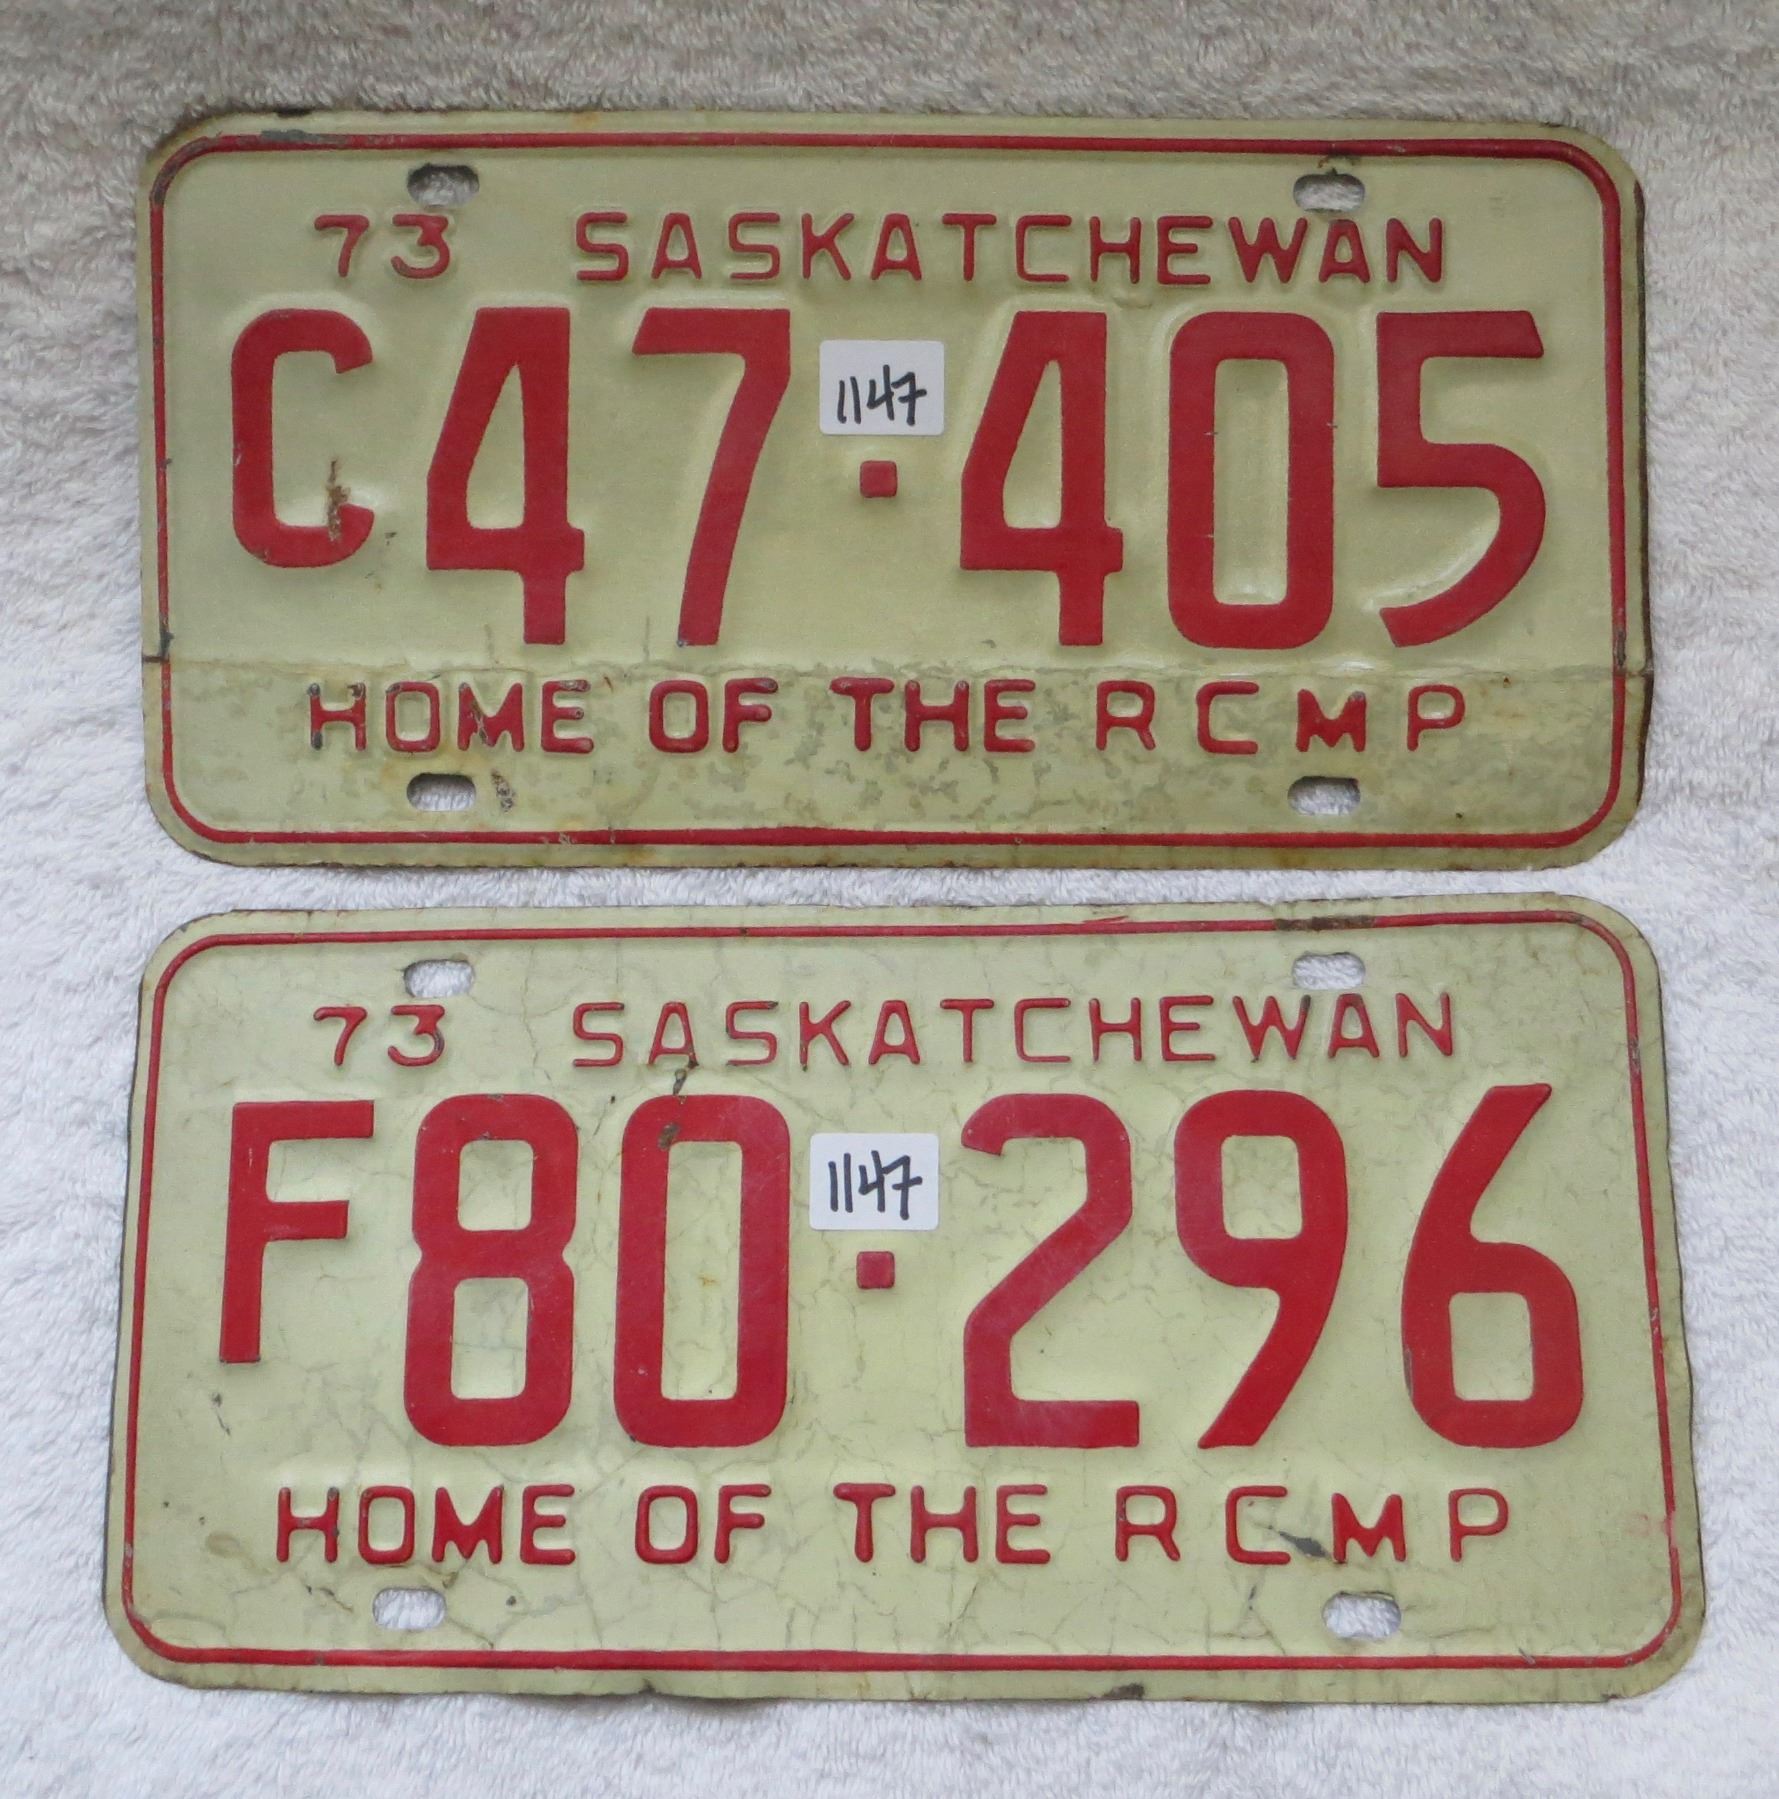 73 SASKATCHEWAN
C47·405
1147
HOME OF THE RCMP
73 SASKATCHEWAN
F80·296
1147
HOME OF THE RCMP